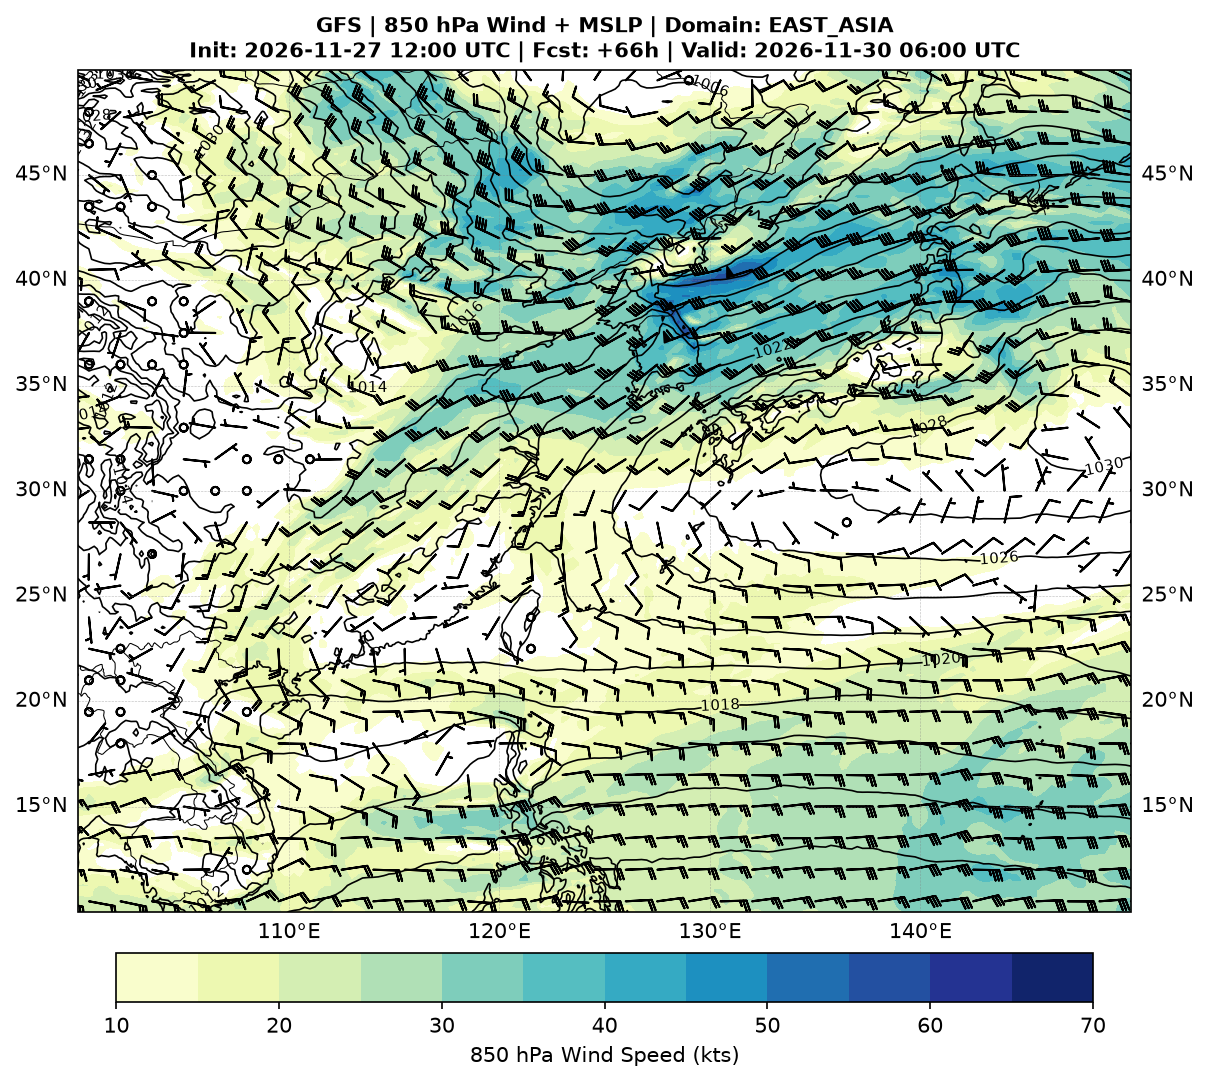 GFS | 850 hPa Wind + MSLP | Domain: EAST_ASIA
Init: 2026-11-27 12:00 UTC | Fcst: +66h | Valid: 2026-11-30 06:00 UTC
1006
1030
45°N 45°N
40°N 40°N
1016
1022
35°N 1014 35°N
1028
1030
30°N 30°N
1026
25°N 25°N
1020
20°N 1018 20°N
15°N 15°N
1012
110°E 120°E 130°E 140°E
10 20 30 40 50 60 70
850 hPa Wind Speed (kts)